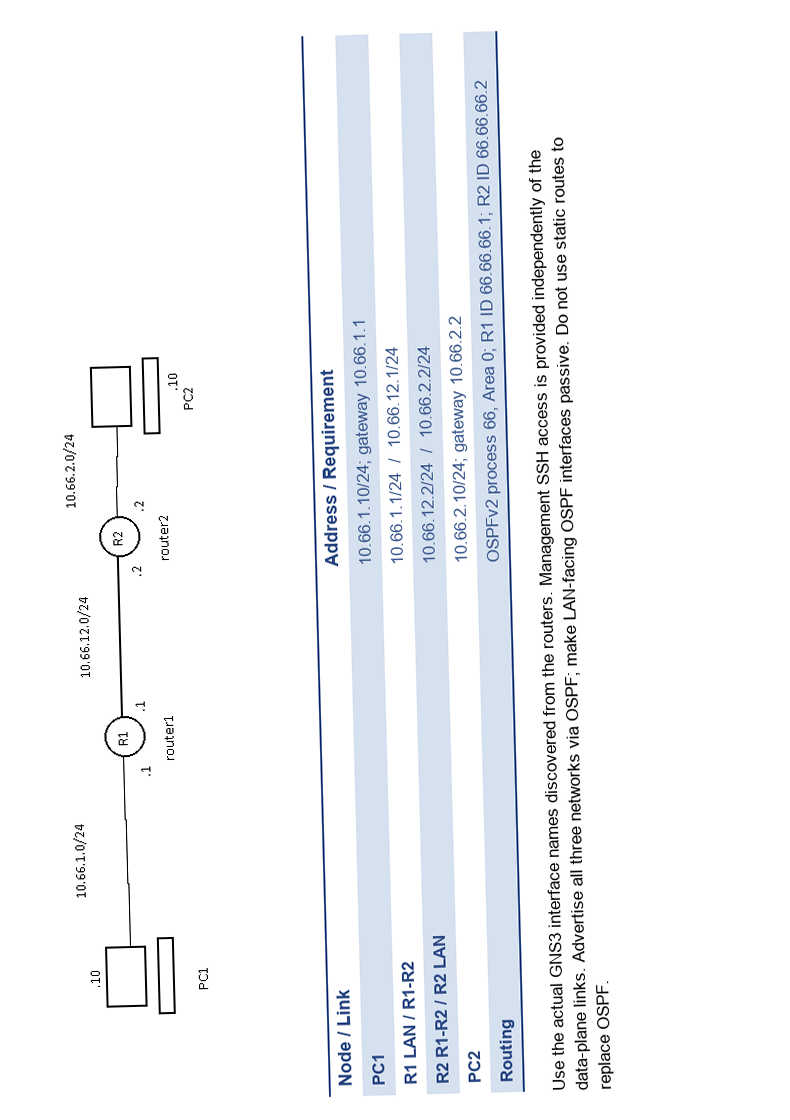 10.66.1.0/24
10.66.12.0/24
10.66.2.0/24
.10
R1
R2
.1
.1
.2
.2
.10
PC1
router1
router2
PC2
Node / Link Address / Requirement
PC1 10.66.1.10/24; gateway 10.66.1.1
R1 LAN / R1-R2 10.66.1.1/24 / 10.66.12.1/24
R2 R1-R2 / R2 LAN 10.66.12.2/24 / 10.66.2.2/24
PC2 10.66.2.10/24; gateway 10.66.2.2
Routing OSPFv2 process 66, Area 0; R1 ID 66.66.66.1; R2 ID 66.66.66.2
Use the actual GNS3 interface names discovered from the routers. Management SSH access is provided independently of the
data-plane links. Advertise all three networks via OSPF; make LAN-facing OSPF interfaces passive. Do not use static routes to
replace OSPF.